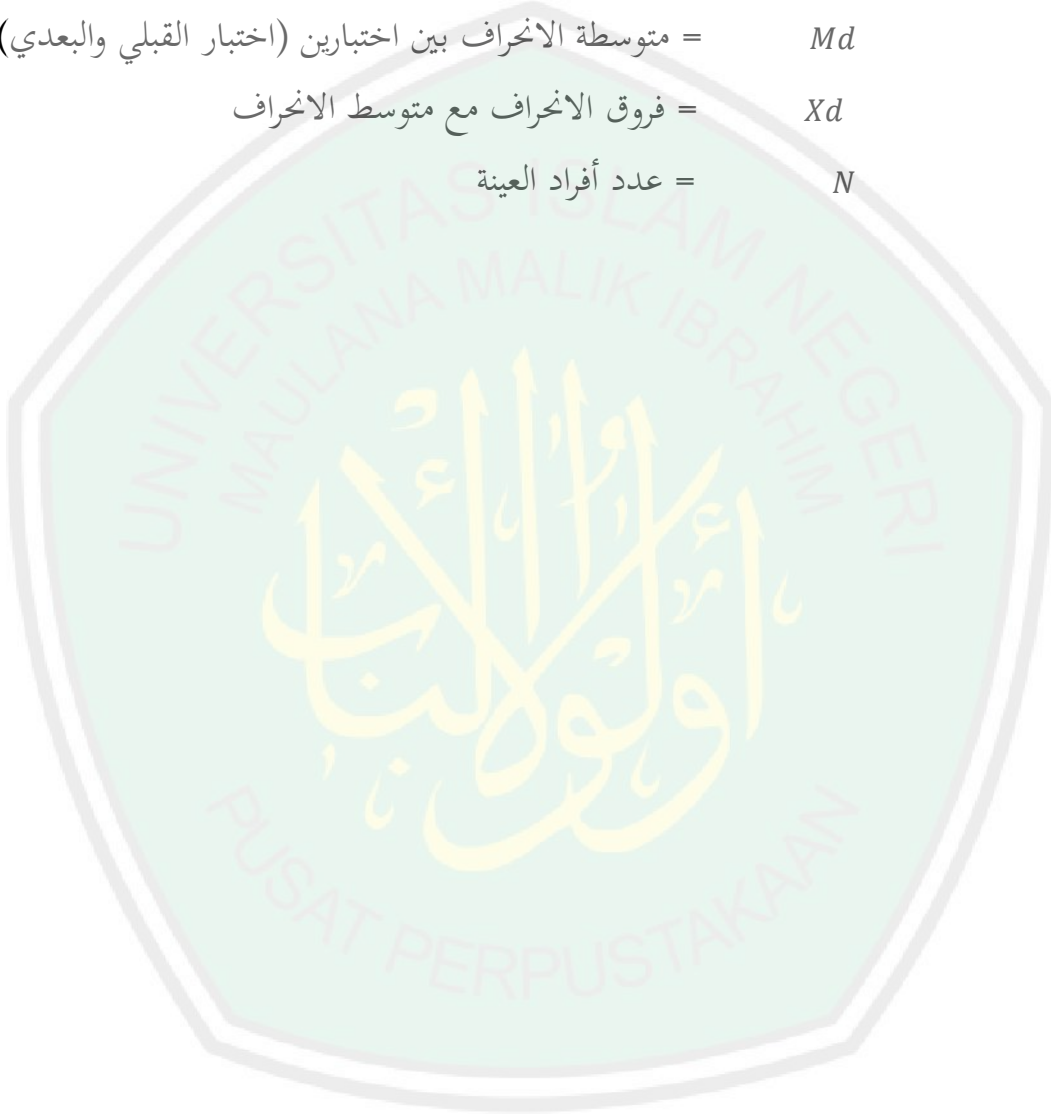 Md = متوسطة الانحراف بين اختبارين (اختبار القبلي والبعدي)
Xd = فروق الانحراف مع متوسط الانحراف
N = عدد أفراد العينة
UNIVERSITAS ISLAM NEGERI
MAULANA MALIK IBRAHIM
أولوا الألباب
PUSAT PERPUSTAKAAN